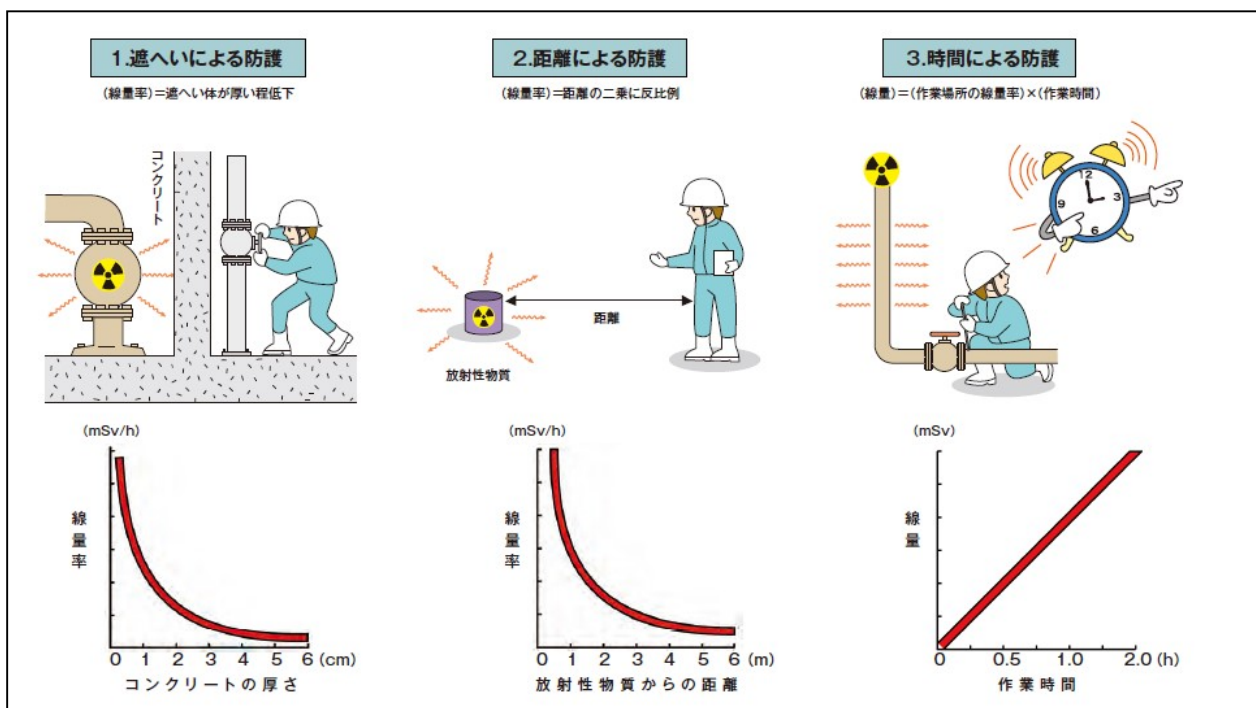 1.遮へいによる防護
(線量率)=遮へい体が厚い程低下
コンクリート
(mSv/h)
線量率
0 1 2 3 4 5 6 (cm)
コンクリートの厚さ
2.距離による防護
(線量率)=距離の二乗に反比例
距離
放射性物質
(mSv/h)
線量率
0 1 2 3 4 5 6 (m)
放射性物質からの距離
3.時間による防護
(線量)=(作業場所の線量率)×(作業時間)
12
9 3
6
(mSv)
線量
0 0.5 1.0 2.0 (h)
作業時間